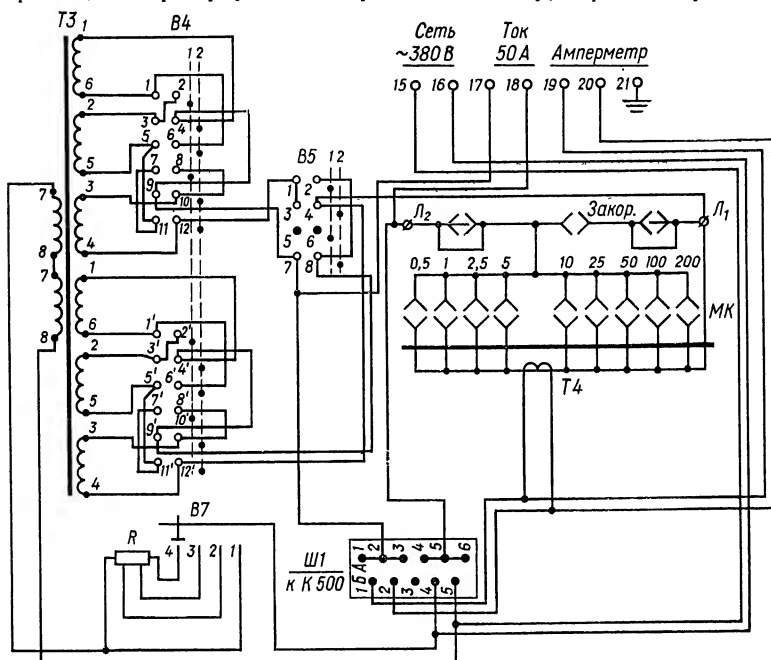 Т3
В4
Сеть
~380 В
Ток
50 А
Амперметр
15 16 17 18 19 20 21
1
6
2
5
3
4
1
6
2
5
3
4
7
8
7
8
1 2
1 2
3 4
5 6
7 8
9 10
11 12
1' 2'
3' 4'
5' 6'
7' 8'
9' 10'
11' 12'
В5
1 2
1 2
3 4
5 6
7 8
Л2
Закор.
Л1
0,5 1 2,5 5 10 25 50 100 200
МК
Т4
В7
R
4 3 2 1
Ш1
к К 500
А
1 2 3 4 5 6
Б
1 2 3 4 5